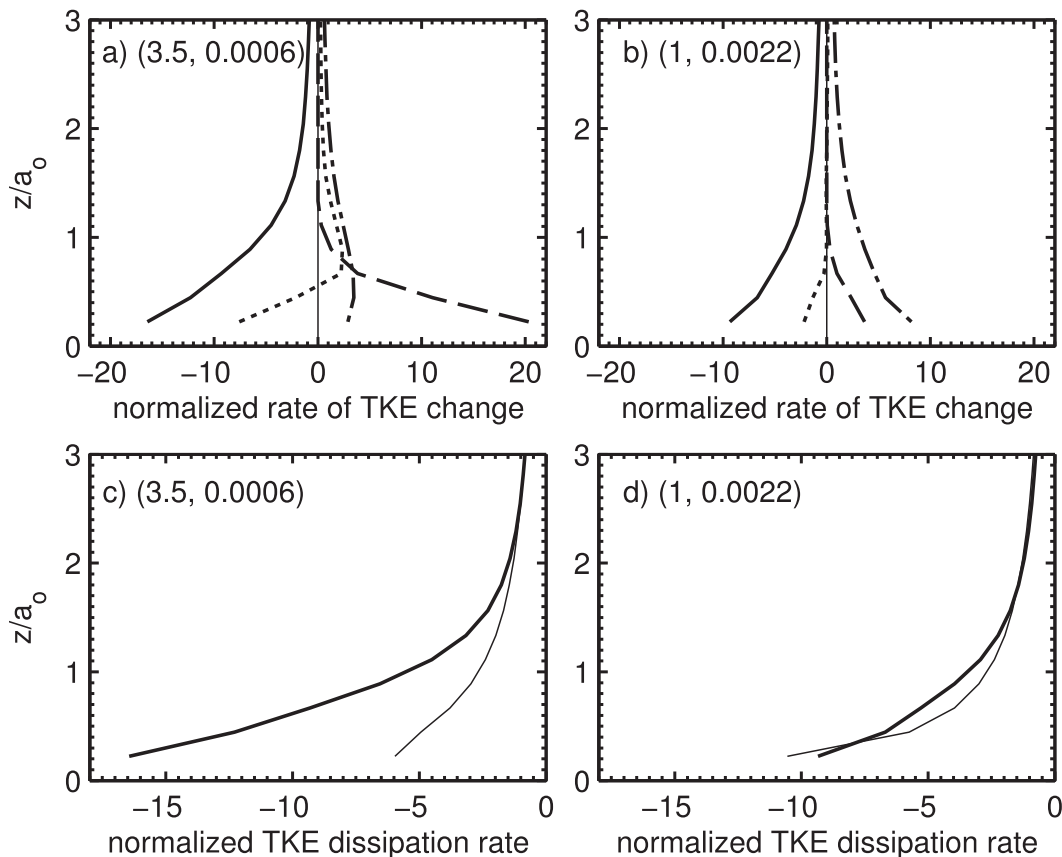 a) (3.5, 0.0006)
z/a₀
3
2
1
0
−20 −10 0 10 20
normalized rate of TKE change
b) (1, 0.0022)
3
2
1
0
−20 −10 0 10 20
normalized rate of TKE change
c) (3.5, 0.0006)
z/a₀
3
2
1
0
−15 −10 −5 0
normalized TKE dissipation rate
d) (1, 0.0022)
3
2
1
0
−15 −10 −5 0
normalized TKE dissipation rate